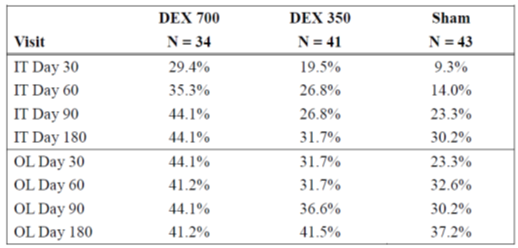 DEX 700 DEX 350 Sham
Visit N = 34 N = 41 N = 43
IT Day 30 29.4% 19.5% 9.3%
IT Day 60 35.3% 26.8% 14.0%
IT Day 90 44.1% 26.8% 23.3%
IT Day 180 44.1% 31.7% 30.2%
OL Day 30 44.1% 31.7% 23.3%
OL Day 60 41.2% 31.7% 32.6%
OL Day 90 44.1% 36.6% 30.2%
OL Day 180 41.2% 41.5% 37.2%